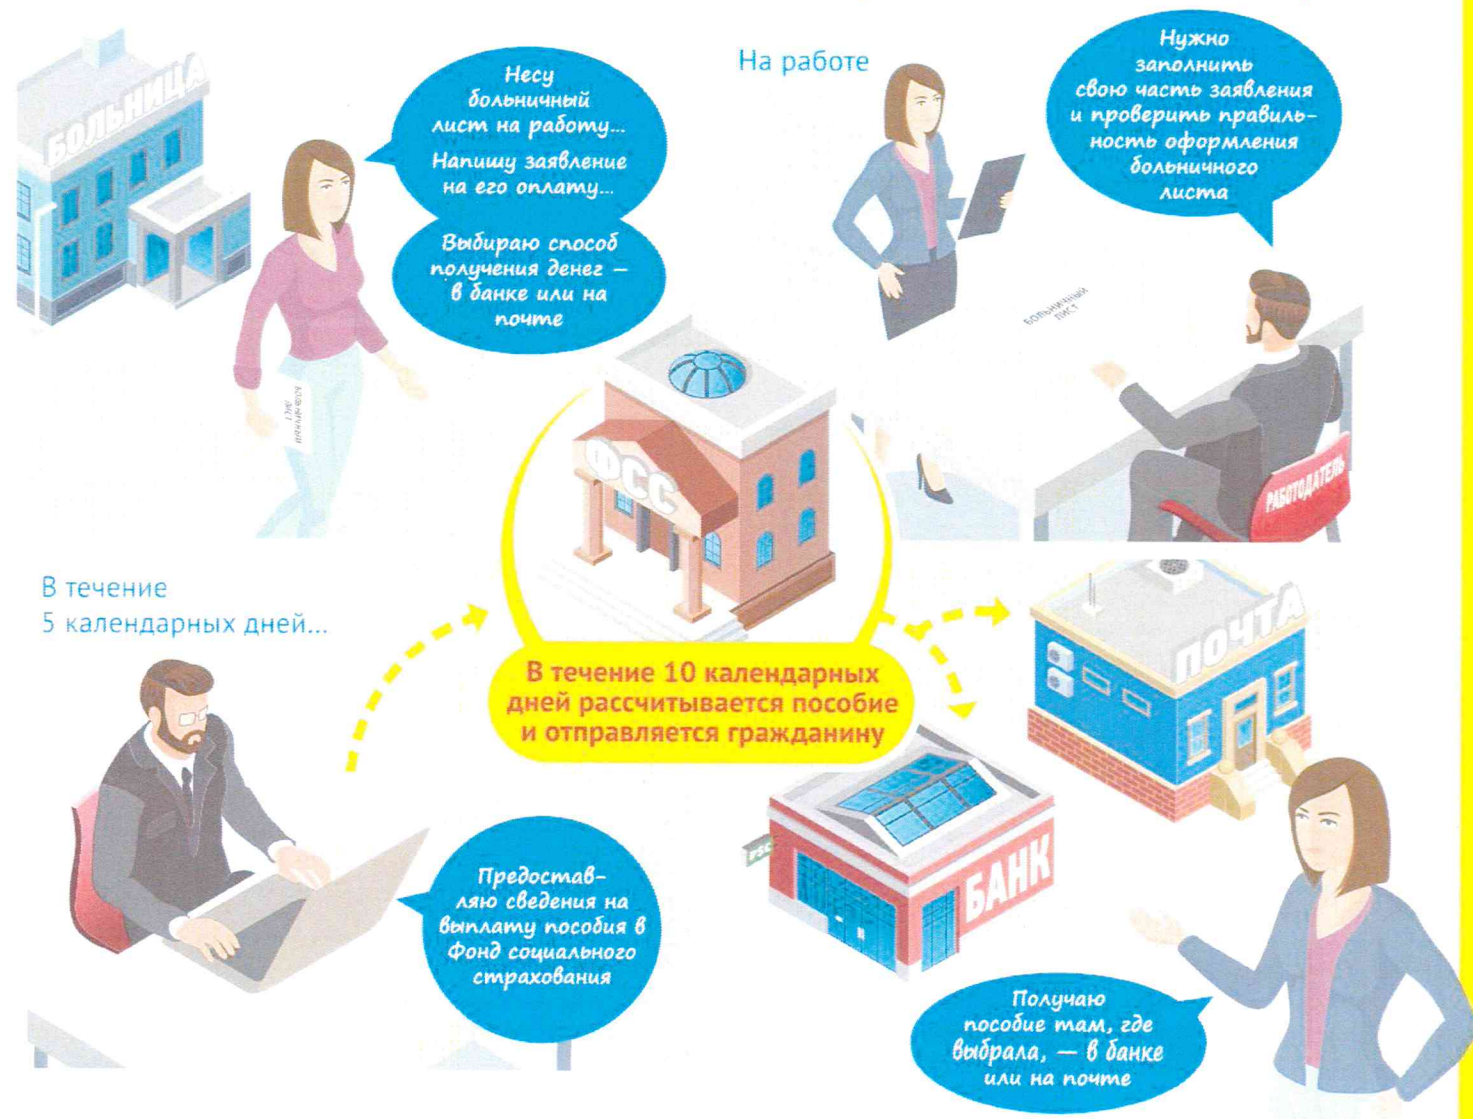 БОЛЬНИЦА
Несу
больничный
лист на работу...
Напишу заявление
на его оплату...
Выбираю способ
получения денег —
в банке или на
почте
БОЛЬНИЧНЫЙ
ЛИСТ
На работе
Нужно
заполнить
свою часть заявления
и проверить правиль-
ность оформления
больничного
листа
БОЛЬНИЧНЫЙ
ЛИСТ
РАБОТОДАТЕЛЬ
ФСС
В течение
5 календарных дней...
В течение 10 календарных
дней рассчитывается пособие
и отправляется гражданину
ПОЧТА
PSC
БАНК
Предостав-
ляю сведения на
выплату пособия в
Фонд социального
страхования
Получаю
пособие там, где
выбрала, — в банке
или на почте